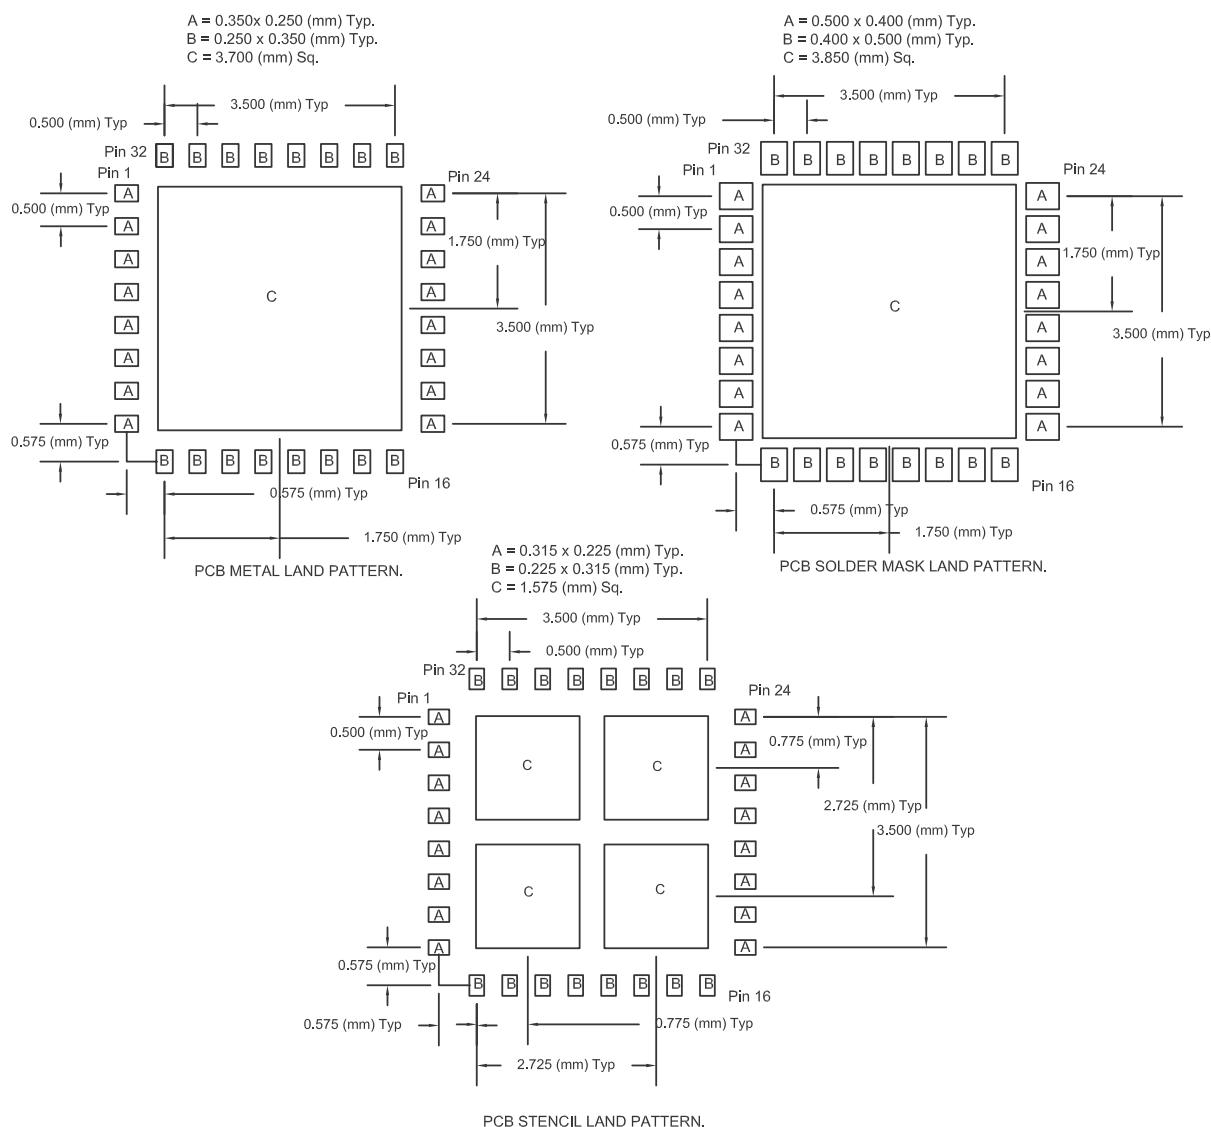 A = 0.350x 0.250 (mm) Typ.
B = 0.250 x 0.350 (mm) Typ.
C = 3.700 (mm) Sq.
3.500 (mm) Typ
0.500 (mm) Typ
Pin 32
B B B B B B B B
Pin 1
Pin 24
A A
0.500 (mm) Typ
A A
1.750 (mm) Typ
A A
A A
C
A A
3.500 (mm) Typ
A A
A A
A A
0.575 (mm) Typ
B B B B B B B B
Pin 16
0.575 (mm) Typ
1.750 (mm) Typ
PCB METAL LAND PATTERN.
A = 0.500 x 0.400 (mm) Typ.
B = 0.400 x 0.500 (mm) Typ.
C = 3.850 (mm) Sq.
3.500 (mm) Typ
0.500 (mm) Typ
Pin 32
B B B B B B B B
Pin 1
Pin 24
A A
0.500 (mm) Typ
A A
1.750 (mm) Typ
A A
A A
C
A A
3.500 (mm) Typ
A A
A A
A A
0.575 (mm) Typ
B B B B B B B B
Pin 16
0.575 (mm) Typ
1.750 (mm) Typ
PCB SOLDER MASK LAND PATTERN.
A = 0.315 x 0.225 (mm) Typ.
B = 0.225 x 0.315 (mm) Typ.
C = 1.575 (mm) Sq.
3.500 (mm) Typ
0.500 (mm) Typ
Pin 32
B B B B B B B B
Pin 1
Pin 24
A A
0.500 (mm) Typ
0.775 (mm) Typ
A A
C C
A A
2.725 (mm) Typ
A A
3.500 (mm) Typ
A A
A A
C C
A A
A A
0.575 (mm) Typ
B B B B B B B B
Pin 16
0.575 (mm) Typ
0.775 (mm) Typ
2.725 (mm) Typ
PCB STENCIL LAND PATTERN.